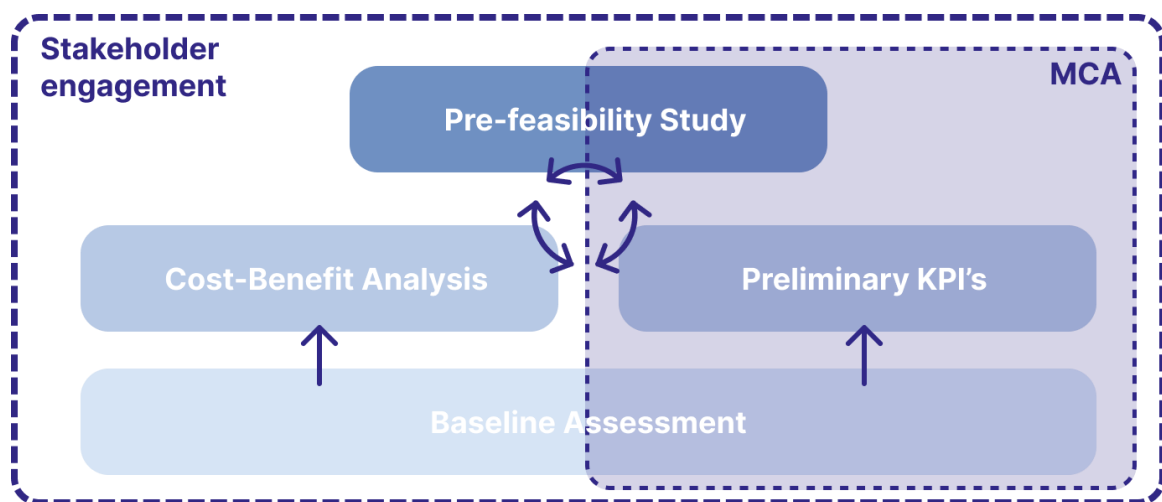 Stakeholder
engagement
MCA
Pre-feasibility Study
Cost-Benefit Analysis
Preliminary KPI’s
Baseline Assessment